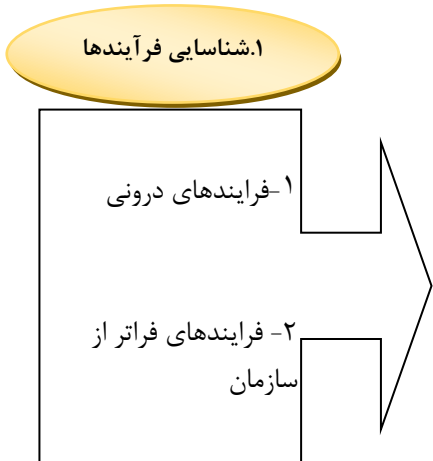 ۱.شناسایی فرآیندها
۱-فرایندهای درونی
۲- فرایندهای فراتر از
سازمان